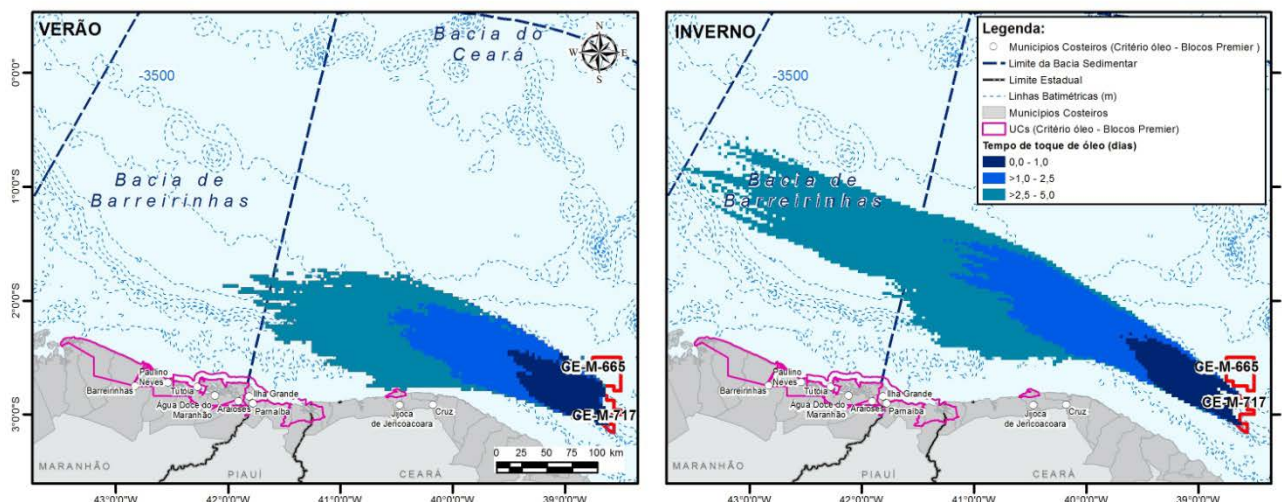 VERÃO
Bacia do
Ceará
N
W
E
S
-3500
Bacia de
Barreirinhas
GE-M-665
CE-M-717
Paulino
Neves
Barreirinhas
Tutóia
Água Doce do
Maranhão
Araioses
Ilha Grande
Parnaíba
Jijoca
de Jericoacoara
Cruz
MARANHÃO
PIAUÍ
CEARÁ
0 25 50 100 km
0°0'0"
1°0'0"S
2°0'0"S
3°0'0"S
43°0'0"W
42°0'0"W
41°0'0"W
40°0'0"W
39°0'0"W
INVERNO
-3500
Bacia de
Barreirinhas
Legenda:
Municípios Costeiros (Critério óleo - Blocos Premier )
Limite da Bacia Sedimentar
Limite Estadual
Linhas Batimétricas (m)
Municípios Costeiros
UCs (Critério óleo - Blocos Premier)
Tempo de toque de óleo (dias)
0,0 - 1,0
>1,0 - 2,5
>2,5 - 5,0
GE-M-665
CE-M-717
Paulino
Neves
Barreirinhas
Tutóia
Água Doce do
Maranhão
Araioses
Ilha Grande
Parnaíba
Jijoca
de Jericoacoara
Cruz
MARANHÃO
PIAUÍ
CEARÁ
43°0'0"W
42°0'0"W
41°0'0"W
40°0'0"W
39°0'0"W